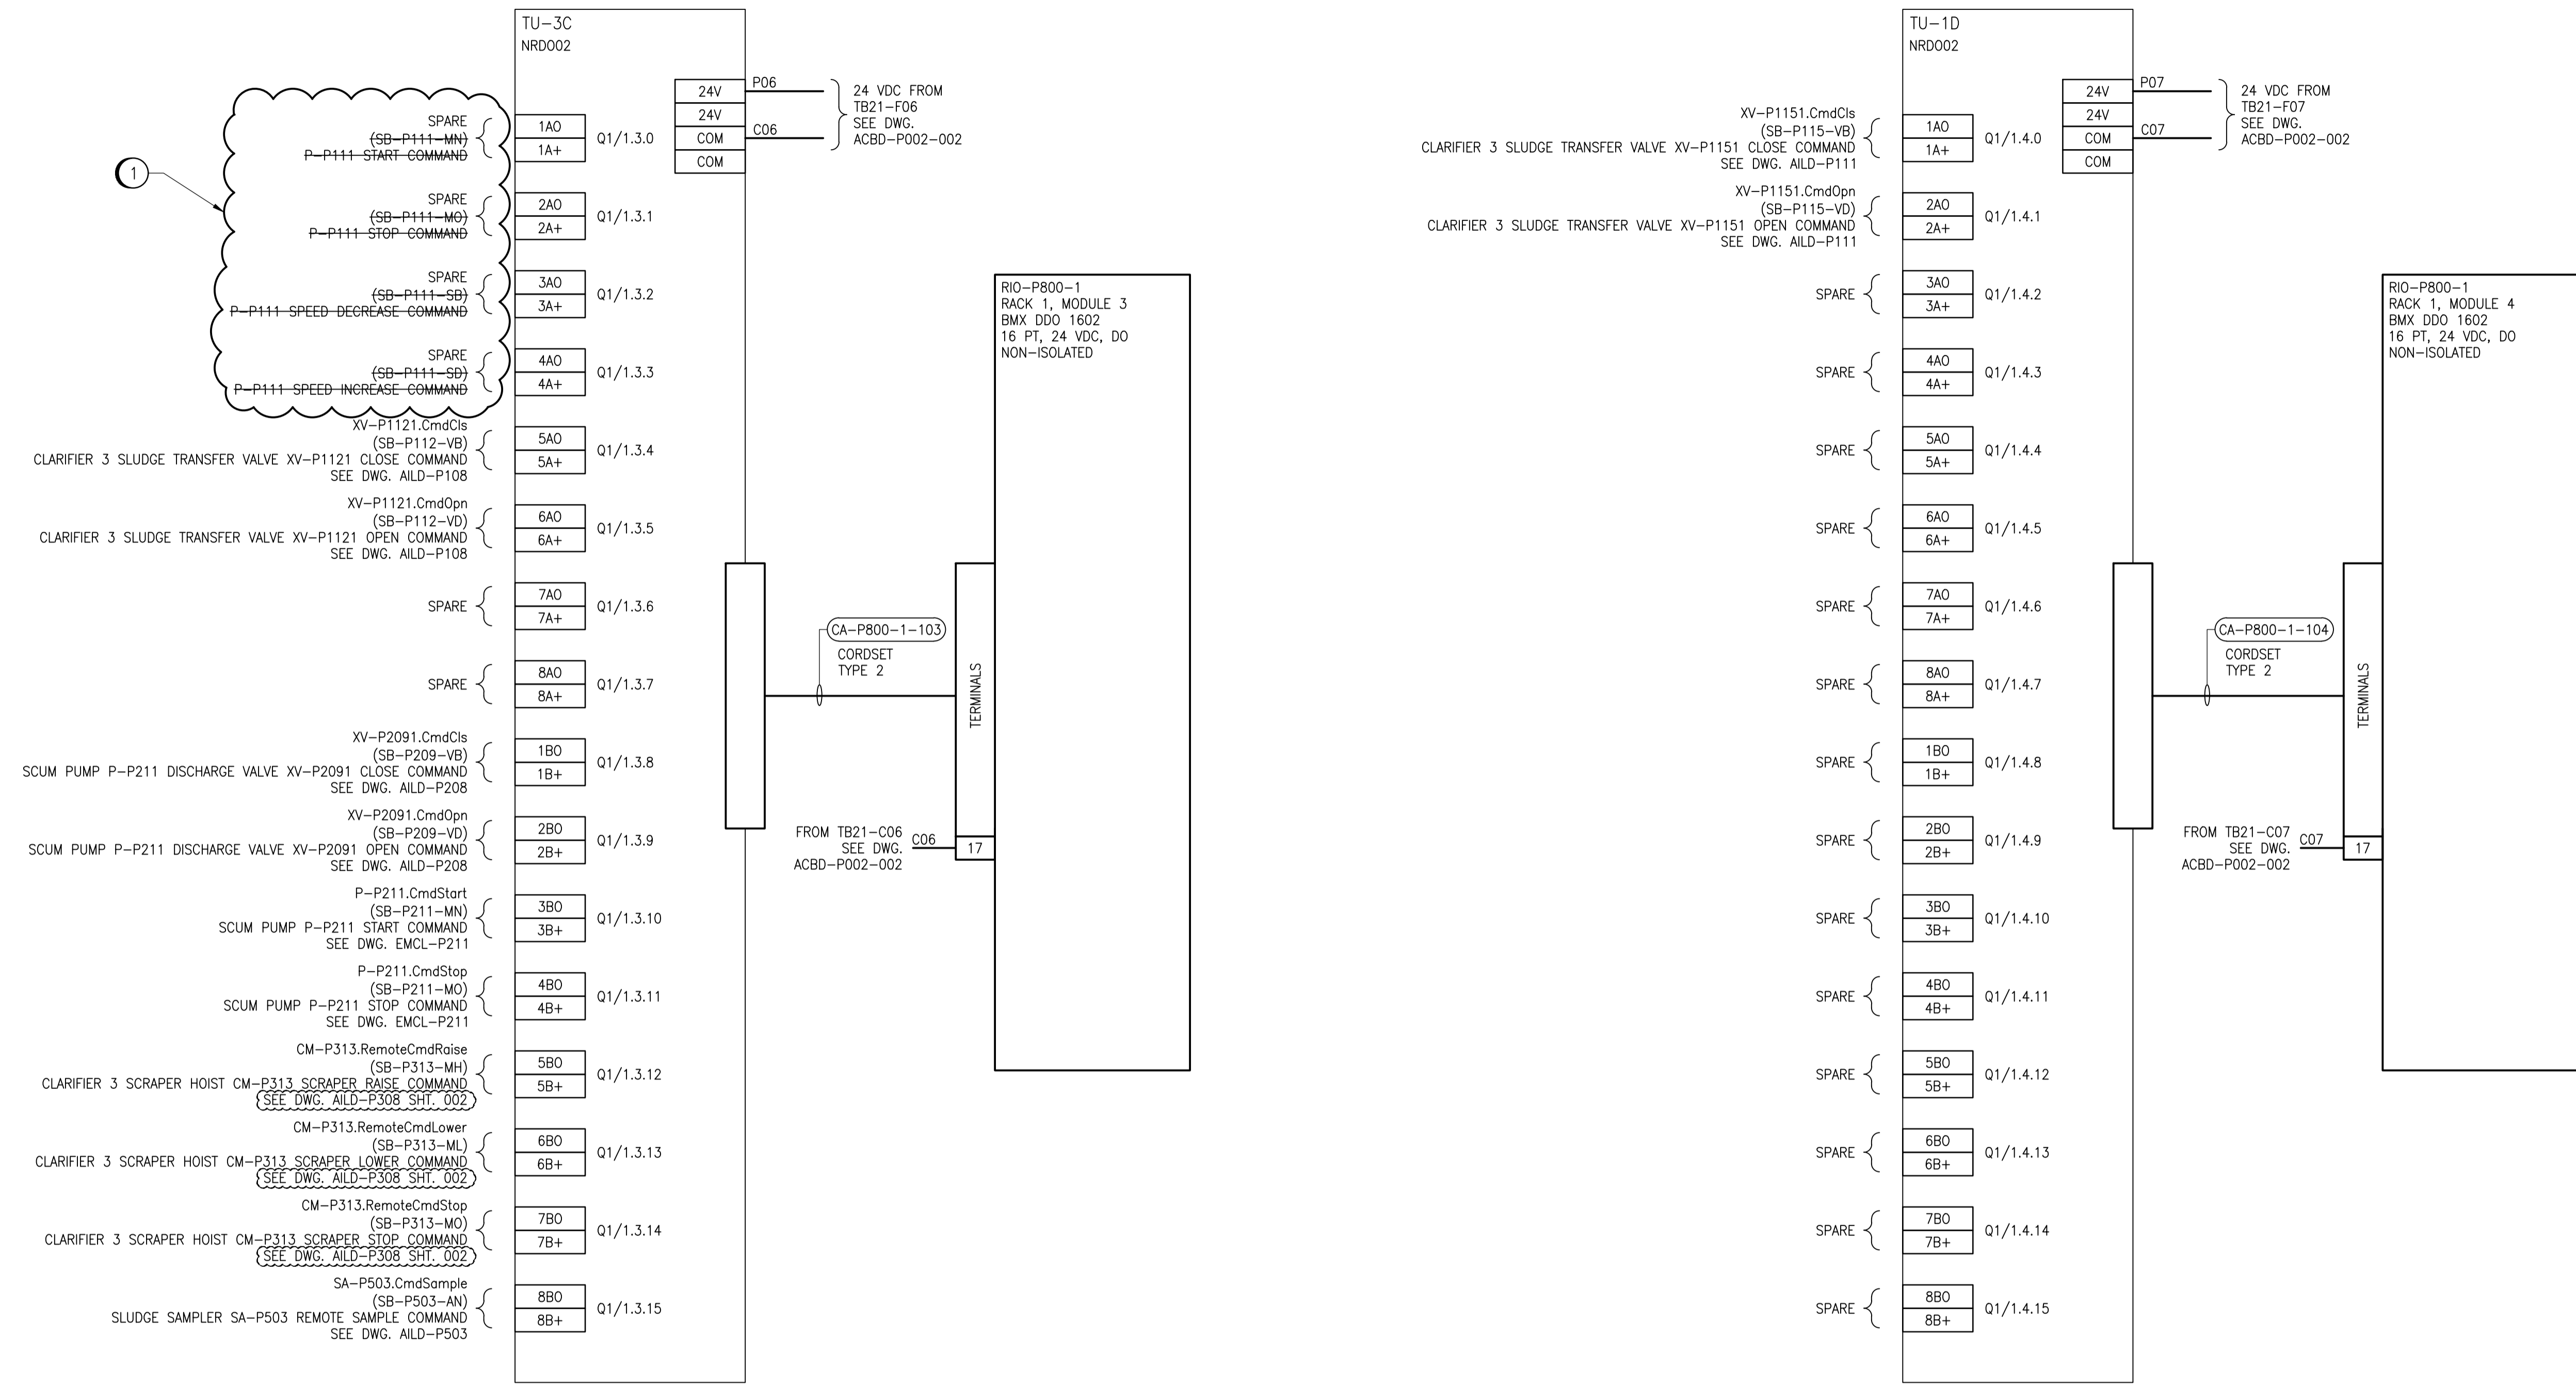 TU-3C
NRDO02
24V
24V
COM
COM
P06
C06
24 VDC FROM
TB21-F06
SEE DWG.
ACBD-P002-002
1
SPARE
(SB-P111-MN)
P-P111 START COMMAND
1AO
1A+
Q1/1.3.0
SPARE
(SB-P111-MO)
P-P111 STOP COMMAND
2AO
2A+
Q1/1.3.1
SPARE
(SB-P111-SB)
P-P111 SPEED DECREASE COMMAND
3AO
3A+
Q1/1.3.2
SPARE
(SB-P111-SD)
P-P111 SPEED INCREASE COMMAND
4AO
4A+
Q1/1.3.3
XV-P1121.CmdCls
(SB-P112-VB)
CLARIFIER 3 SLUDGE TRANSFER VALVE XV-P1121 CLOSE COMMAND
SEE DWG. AILD-P108
5AO
5A+
Q1/1.3.4
XV-P1121.CmdOpn
(SB-P112-VD)
CLARIFIER 3 SLUDGE TRANSFER VALVE XV-P1121 OPEN COMMAND
SEE DWG. AILD-P108
6AO
6A+
Q1/1.3.5
SPARE
7AO
7A+
Q1/1.3.6
SPARE
8AO
8A+
Q1/1.3.7
XV-P2091.CmdCls
(SB-P209-VB)
SCUM PUMP P-P211 DISCHARGE VALVE XV-P2091 CLOSE COMMAND
SEE DWG. AILD-P208
1BO
1B+
Q1/1.3.8
XV-P2091.CmdOpn
(SB-P209-VD)
SCUM PUMP P-P211 DISCHARGE VALVE XV-P2091 OPEN COMMAND
SEE DWG. AILD-P208
2BO
2B+
Q1/1.3.9
P-P211.CmdStart
(SB-P211-MN)
SCUM PUMP P-P211 START COMMAND
SEE DWG. EMCL-P211
3BO
3B+
Q1/1.3.10
P-P211.CmdStop
(SB-P211-MO)
SCUM PUMP P-P211 STOP COMMAND
SEE DWG. EMCL-P211
4BO
4B+
Q1/1.3.11
CM-P313.RemoteCmdRaise
(SB-P313-MH)
CLARIFIER 3 SCRAPER HOIST CM-P313 SCRAPER RAISE COMMAND
SEE DWG. AILD-P308 SHT. 002
5BO
5B+
Q1/1.3.12
CM-P313.RemoteCmdLower
(SB-P313-ML)
CLARIFIER 3 SCRAPER HOIST CM-P313 SCRAPER LOWER COMMAND
SEE DWG. AILD-P308 SHT. 002
6BO
6B+
Q1/1.3.13
CM-P313.RemoteCmdStop
(SB-P313-MO)
CLARIFIER 3 SCRAPER HOIST CM-P313 SCRAPER STOP COMMAND
SEE DWG. AILD-P308 SHT. 002
7BO
7B+
Q1/1.3.14
SA-P503.CmdSample
(SB-P503-AN)
SLUDGE SAMPLER SA-P503 REMOTE SAMPLE COMMAND
SEE DWG. AILD-P503
8BO
8B+
Q1/1.3.15
CA-P800-1-103
CORDSET
TYPE 2
RIO-P800-1
RACK 1, MODULE 3
BMX DDO 1602
16 PT, 24 VDC, DO
NON-ISOLATED
TERMINALS
FROM TB21-C06
SEE DWG.
ACBD-P002-002
C06
17
TU-1D
NRDO02
24V
24V
COM
COM
P07
C07
24 VDC FROM
TB21-F07
SEE DWG.
ACBD-P002-002
XV-P1151.CmdCls
(SB-P115-VB)
CLARIFIER 3 SLUDGE TRANSFER VALVE XV-P1151 CLOSE COMMAND
SEE DWG. AILD-P111
1AO
1A+
Q1/1.4.0
XV-P1151.CmdOpn
(SB-P115-VD)
CLARIFIER 3 SLUDGE TRANSFER VALVE XV-P1151 OPEN COMMAND
SEE DWG. AILD-P111
2AO
2A+
Q1/1.4.1
SPARE
3AO
3A+
Q1/1.4.2
SPARE
4AO
4A+
Q1/1.4.3
SPARE
5AO
5A+
Q1/1.4.4
SPARE
6AO
6A+
Q1/1.4.5
SPARE
7AO
7A+
Q1/1.4.6
SPARE
8AO
8A+
Q1/1.4.7
SPARE
1BO
1B+
Q1/1.4.8
SPARE
2BO
2B+
Q1/1.4.9
SPARE
3BO
3B+
Q1/1.4.10
SPARE
4BO
4B+
Q1/1.4.11
SPARE
5BO
5B+
Q1/1.4.12
SPARE
6BO
6B+
Q1/1.4.13
SPARE
7BO
7B+
Q1/1.4.14
SPARE
8BO
8B+
Q1/1.4.15
CA-P800-1-104
CORDSET
TYPE 2
RIO-P800-1
RACK 1, MODULE 4
BMX DDO 1602
16 PT, 24 VDC, DO
NON-ISOLATED
TERMINALS
FROM TB21-C07
SEE DWG.
ACBD-P002-002
C07
17